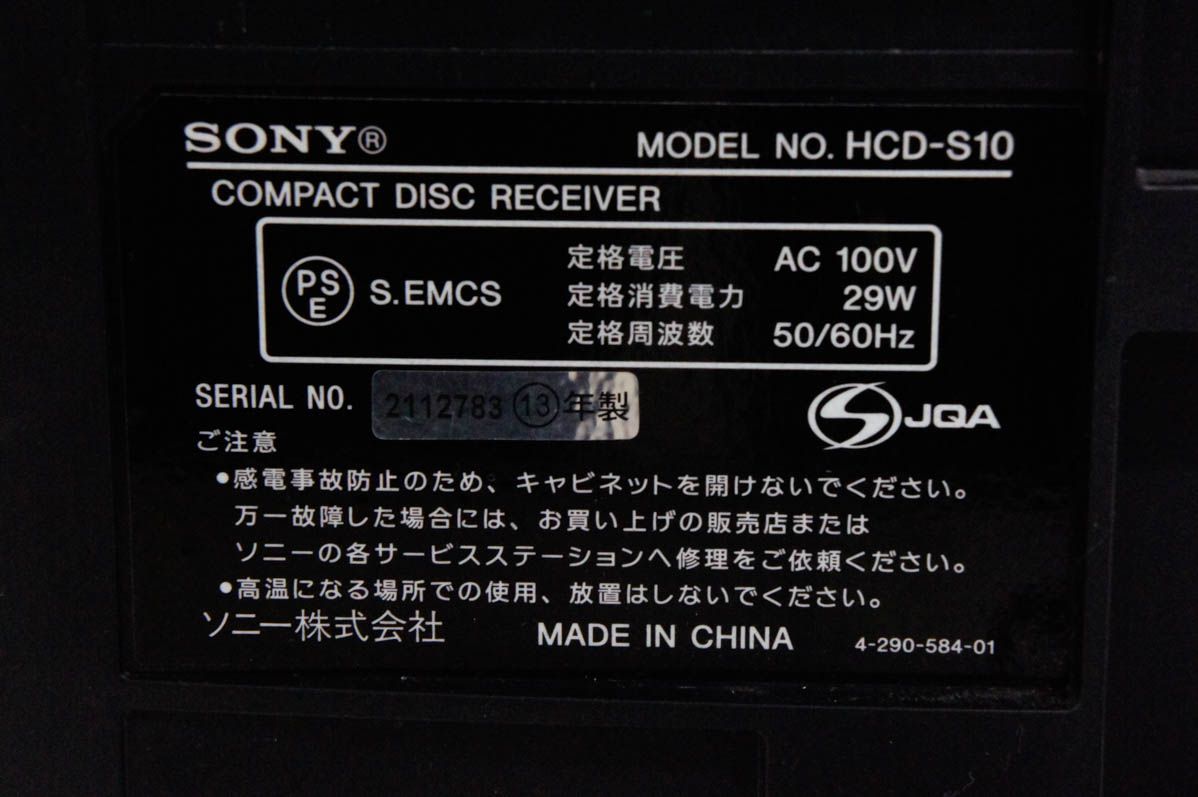 SONY® MODEL NO. HCD-S10
COMPACT DISC RECEIVER
PSE S.EMCS
定格電圧 AC 100V
定格消費電力 29W
定格周波数 50/60Hz
SERIAL NO. 2112783 ⑬年製
JQA
ご注意
●感電事故防止のため、キャビネットを開けないでください。
万一故障した場合には、お買い上げの販売店または
ソニーの各サービスステーションへ修理をご依頼ください。
●高温になる場所での使用、放置はしないでください。
ソニー株式会社 MADE IN CHINA 4-290-584-01